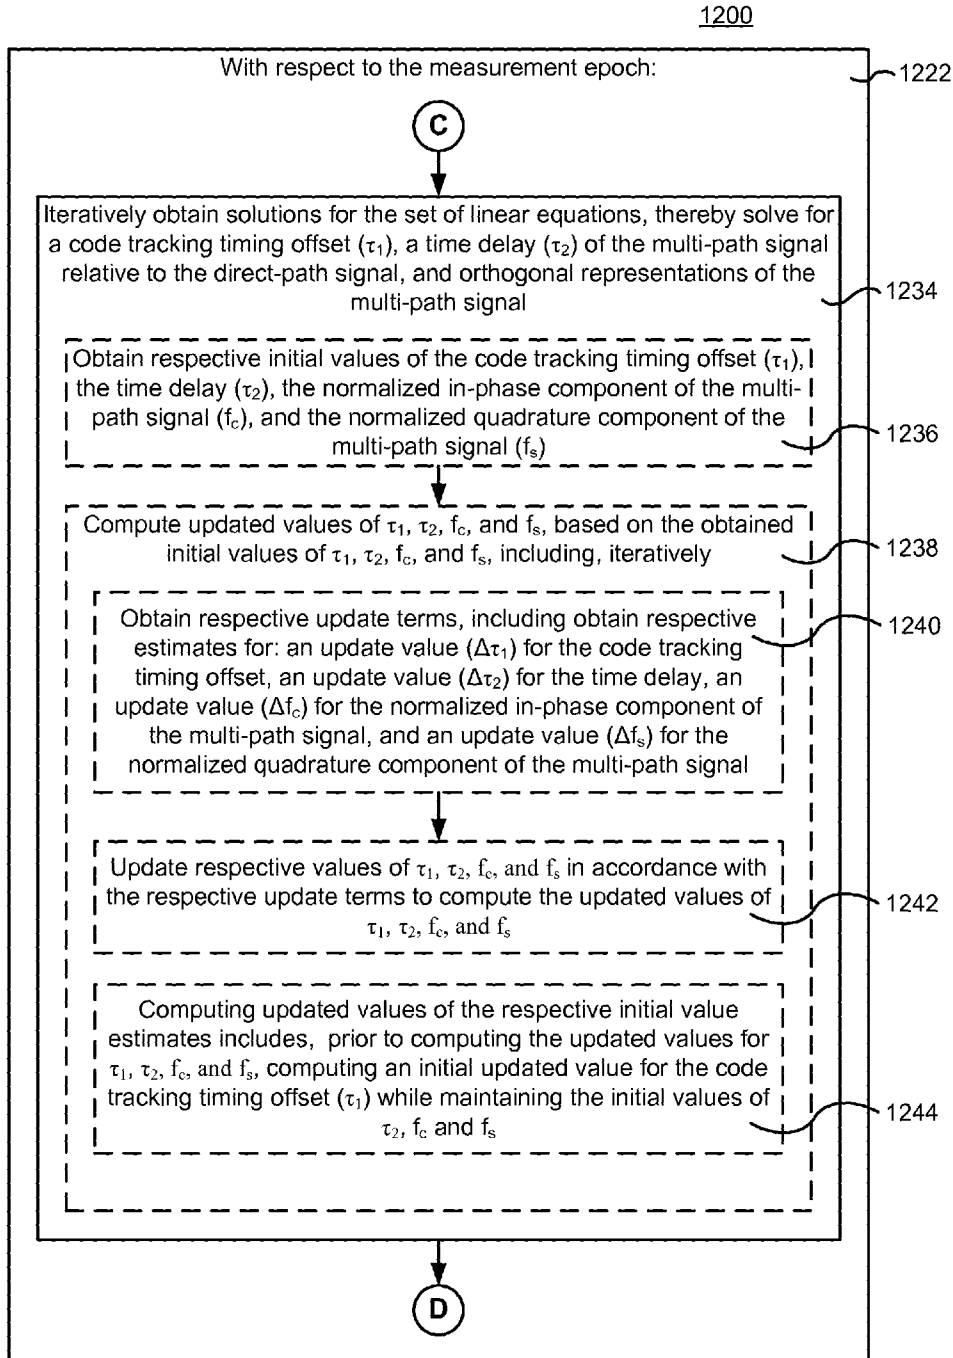 1200
With respect to the measurement epoch:
1222
C
Iteratively obtain solutions for the set of linear equations, thereby solve for
a code tracking timing offset (τ₁), a time delay (τ₂) of the multi-path signal
relative to the direct-path signal, and orthogonal representations of the
multi-path signal
1234
Obtain respective initial values of the code tracking timing offset (τ₁),
the time delay (τ₂), the normalized in-phase component of the multi-
path signal (f꜀), and the normalized quadrature component of the
multi-path signal (fₛ)
1236
Compute updated values of τ₁, τ₂, f꜀, and fₛ, based on the obtained
initial values of τ₁, τ₂, f꜀, and fₛ, including, iteratively
1238
Obtain respective update terms, including obtain respective
estimates for: an update value (Δτ₁) for the code tracking
timing offset, an update value (Δτ₂) for the time delay, an
update value (Δf꜀) for the normalized in-phase component of
the multi-path signal, and an update value (Δfₛ) for the
normalized quadrature component of the multi-path signal
1240
Update respective values of τ₁, τ₂, f꜀, and fₛ in accordance with
the respective update terms to compute the updated values of
τ₁, τ₂, f꜀, and fₛ
1242
Computing updated values of the respective initial value
estimates includes, prior to computing the updated values for
τ₁, τ₂, f꜀, and fₛ, computing an initial updated value for the code
tracking timing offset (τ₁) while maintaining the initial values of
τ₂, f꜀ and fₛ
1244
D